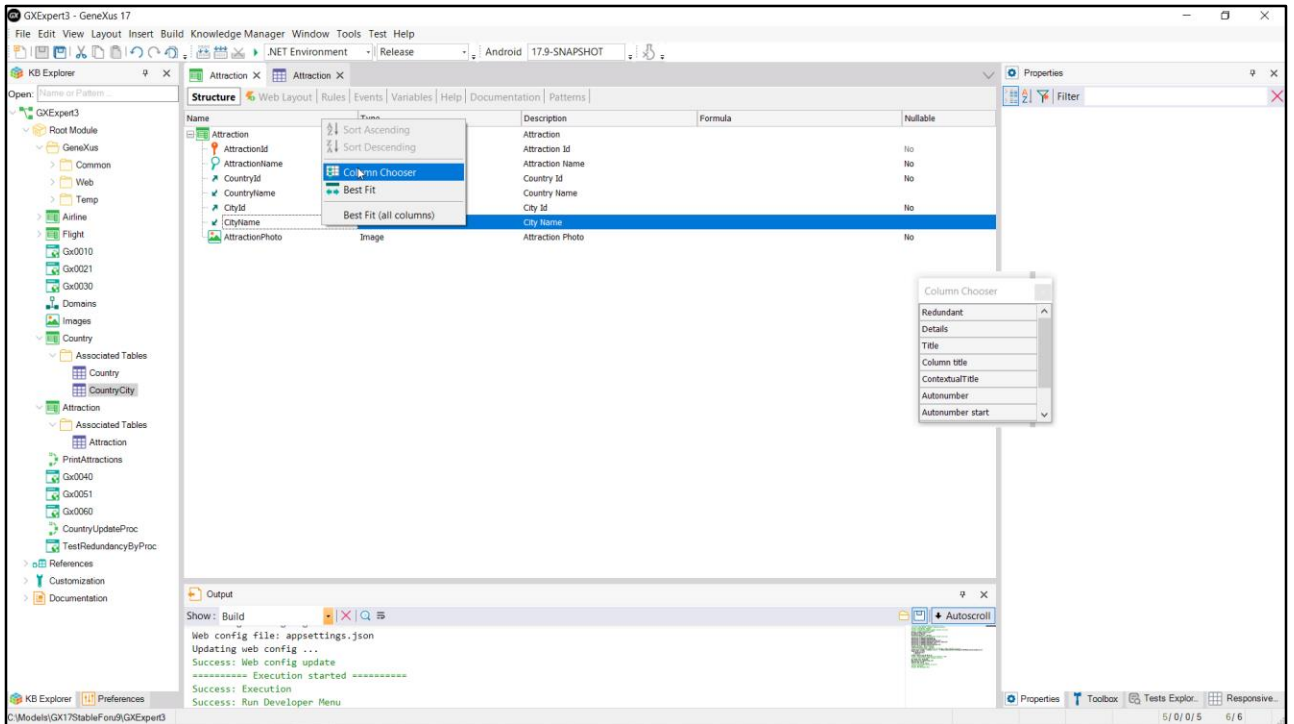 GXExpert3 - GeneXus 17
File Edit View Layout Insert Build Knowledge Manager Window Tools Test Help
.NET Environment Release Android 17.9-SNAPSHOT
KB Explorer
Open: Name or Pattern...
GXExpert3
Root Module
GeneXus
Common
Web
Temp
Airline
Flight
Gx0010
Gx0021
Gx0030
Domains
Images
Country
Associated Tables
Country
CountryCity
Attraction
Associated Tables
Attraction
PrintAttractions
Gx0040
Gx0051
Gx0060
CountryUpdateProc
TestRedundancyByProc
References
Customization
Documentation
KB Explorer Preferences
Attraction Attraction
Structure Web Layout Rules Events Variables Help Documentation Patterns
Name Type Description Formula Nullable
Attraction Attraction
AttractionId Attraction Id No
AttractionName Attraction Name No
CountryId Country Id No
CountryName Country Name
CityId City Id No
CityName City Name
AttractionPhoto Image Attraction Photo No
Sort Ascending
Sort Descending
Column Chooser
Best Fit
Best Fit (all columns)
Column Chooser
Redundant
Details
Title
Column title
ContextualTitle
Autonumber
Autonumber start
Output
Show: Build Autoscroll
Web config file: appsettings.json
Updating web config ...
Success: Web config update
========== Execution started ==========
Success: Execution
Success: Run Developer Menu
Properties
Filter
Properties Toolbox Tests Explor.. Responsive...
C:\Models\GX17StableForu9\GXExpert3 5/0/0/5 6/6